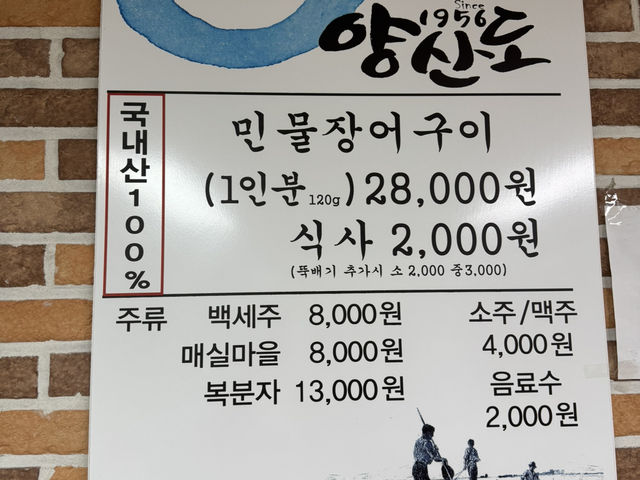 Since
1956
양산도
국내산100%
민물장어구이
(1인분 120g) 28,000원
식사 2,000원
(뚝배기 추가시 소 2,000 중3,000)
주류 백세주 8,000원
매실마을 8,000원
복분자 13,000원
소주/맥주
4,000원
음료수
2,000원